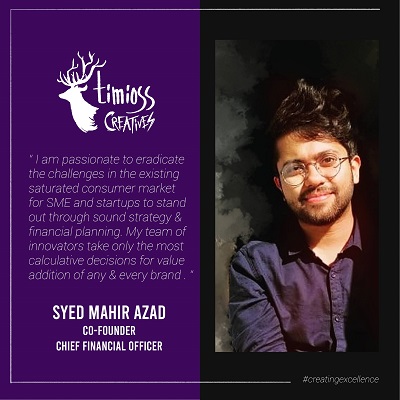 timioss
CREATIVES
" I am passionate to eradicate
the challenges in the existing
saturated consumer market
for SME and startups to stand
out through sound strategy &
financial planning. My team of
innovators take only the most
calculative decisions for value
addition of any & every brand . "
SYED MAHIR AZAD
CO-FOUNDER
CHIEF FINANCIAL OFFICER
#creatingexcellence